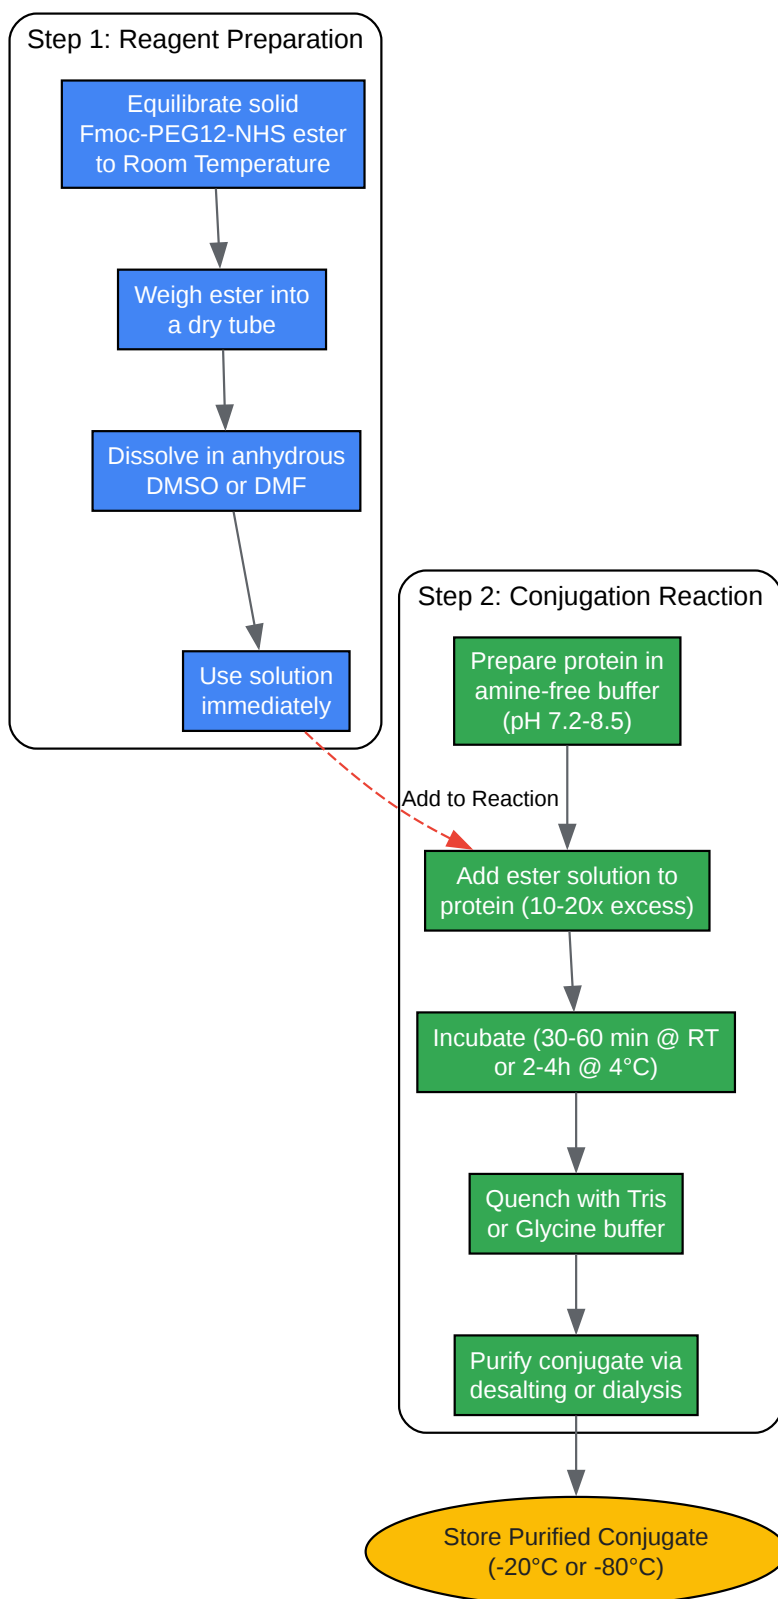 Step 1: Reagent Preparation
Equilibrate solid
Fmoc-PEG12-NHS ester
to Room Temperature
Weigh ester into
a dry tube
Dissolve in anhydrous
DMSO or DMF
Use solution
immediately
Step 2: Conjugation Reaction
Prepare protein in
amine-free buffer
(pH 7.2-8.5)
Add to Reaction
Add ester solution to
protein (10-20x excess)
Incubate (30-60 min @ RT
or 2-4h @ 4°C)
Quench with Tris
or Glycine buffer
Purify conjugate via
desalting or dialysis
Store Purified Conjugate
(-20°C or -80°C)